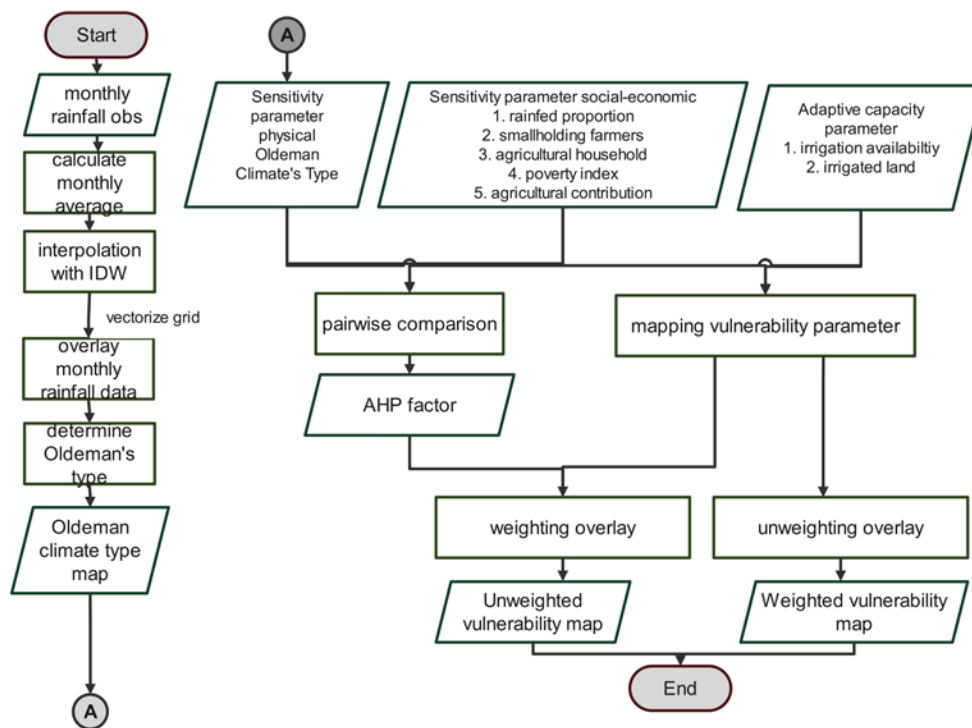 Start
monthly
rainfall obs
calculate
monthly
average
interpolation
with IDW
vectorize grid
overlay
monthly
rainfall data
determine
Oldeman's
type
Oldeman
climate type
map
A
A
Sensitivity
parameter
physical
Oldeman
Climate's Type
Sensitivity parameter social-economic
1. rainfed proportion
2. smallholding farmers
3. agricultural household
4. poverty index
5. agricultural contribution
Adaptive capacity
parameter
1. irrigation availabiltiy
2. irrigated land
pairwise comparison
mapping vulnerability parameter
AHP factor
weighting overlay
unweighting overlay
Unweighted
vulnerability map
Weighted vulnerability
map
End